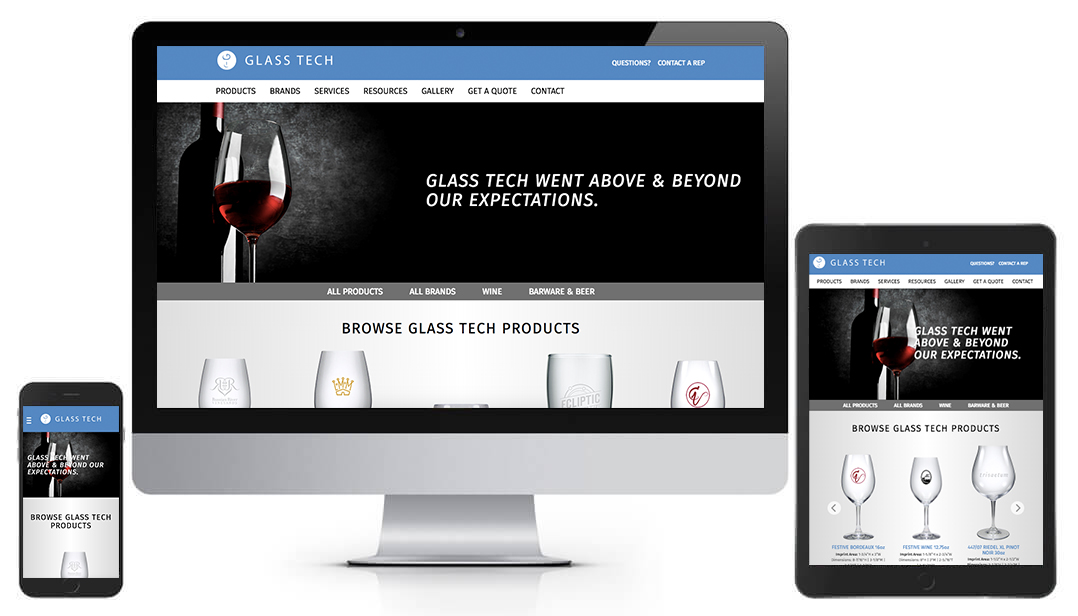 GLASS TECH
QUESTIONS? CONTACT A REP
PRODUCTS BRANDS SERVICES RESOURCES GALLERY GET A QUOTE CONTACT
GLASS TECH WENT ABOVE & BEYOND
OUR EXPECTATIONS.
ALL PRODUCTS ALL BRANDS WINE BARWARE & BEER
BROWSE GLASS TECH PRODUCTS
ECLIPTIC
GLASS TECH
GLASS TECH WENT
ABOVE & BEYOND OUR
EXPECTATIONS.
BROWSE GLASS TECH
PRODUCTS
GLASS TECH
QUESTIONS? CONTACT A REP
PRODUCTS BRANDS SERVICES RESOURCES GALLERY GET A QUOTE CONTACT
GLASS TECH WENT
ABOVE & BEYOND
OUR EXPECTATIONS.
ALL PRODUCTS ALL BRANDS WINE BARWARE & BEER
BROWSE GLASS TECH PRODUCTS
FESTIVE BORDEAUX 16oz
FESTIVE WINE 12.75oz
447/07 RIEDEL XL PINOT
NOIR 30oz